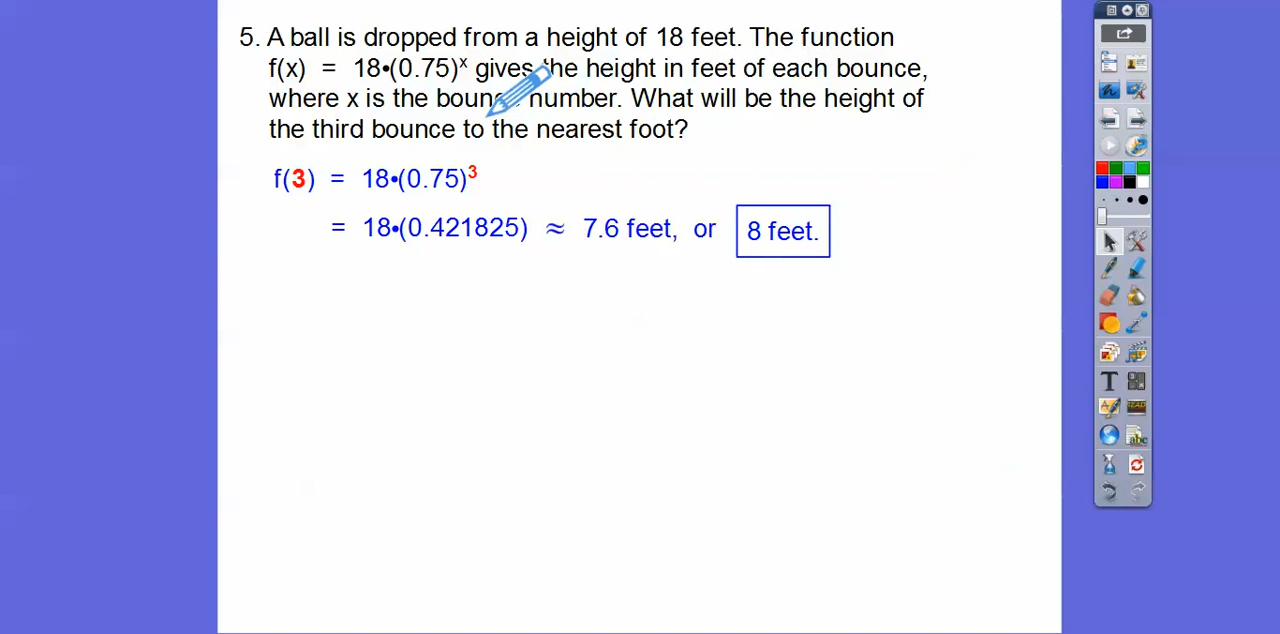 5. A ball is dropped from a height of 18 feet. The function
f(x) = 18•(0.75)ˣ gives the height in feet of each bounce,
where x is the number. What will be the height of
the third bounce to the nearest foot?
f(3) = 18•(0.75)³
= 18•(0.421825) ≈ 7.6 feet, or 8 feet.